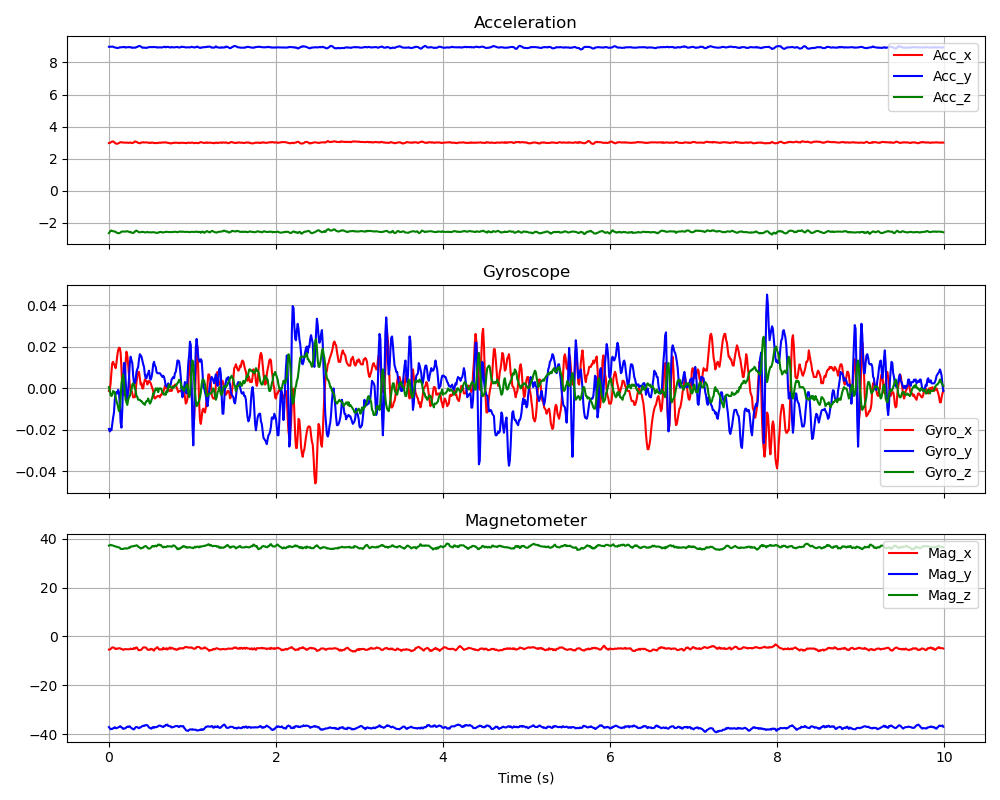 Acceleration
8
6
4
2
0
−2
Acc_x
Acc_y
Acc_z
Gyroscope
0.04
0.02
0.00
−0.02
−0.04
Gyro_x
Gyro_y
Gyro_z
Magnetometer
40
20
0
−20
−40
Mag_x
Mag_y
Mag_z
0 2 4 6 8 10
Time (s)